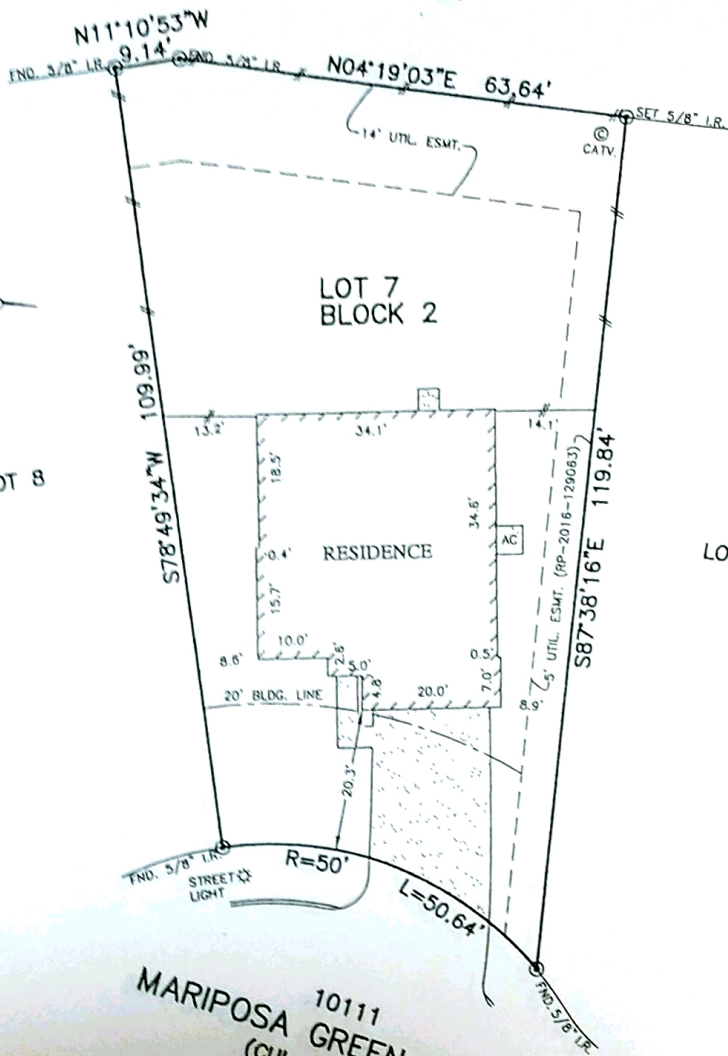 N11°10'53"W
9.14'
FND. 5/8" I.R.
FND. 5/8" I.R.
N04°19'03"E 63.64'
SET 5/8" I.R.
© CATV.
14' UTIL. ESMT.
LOT 7
BLOCK 2
S78°49'34"W 109.99'
13.2'
34.1'
14.1'
18.5'
34.6'
OT 8
0.4'
RESIDENCE
AC
LO
5' UTIL. ESMT. (RP-2016-129063)
S87°38'16"E 119.84'
15.7'
10.0'
8.6'
2.6'
5.0'
0.5'
4.8'
20.0'
7.0'
8.9'
20' BLDG. LINE
20.3'
FND. 5/8" I.R.
R=50'
STREET
LIGHT
L=50.64'
FND. 5/8" I.R.
10111
MARIPOSA GREEN